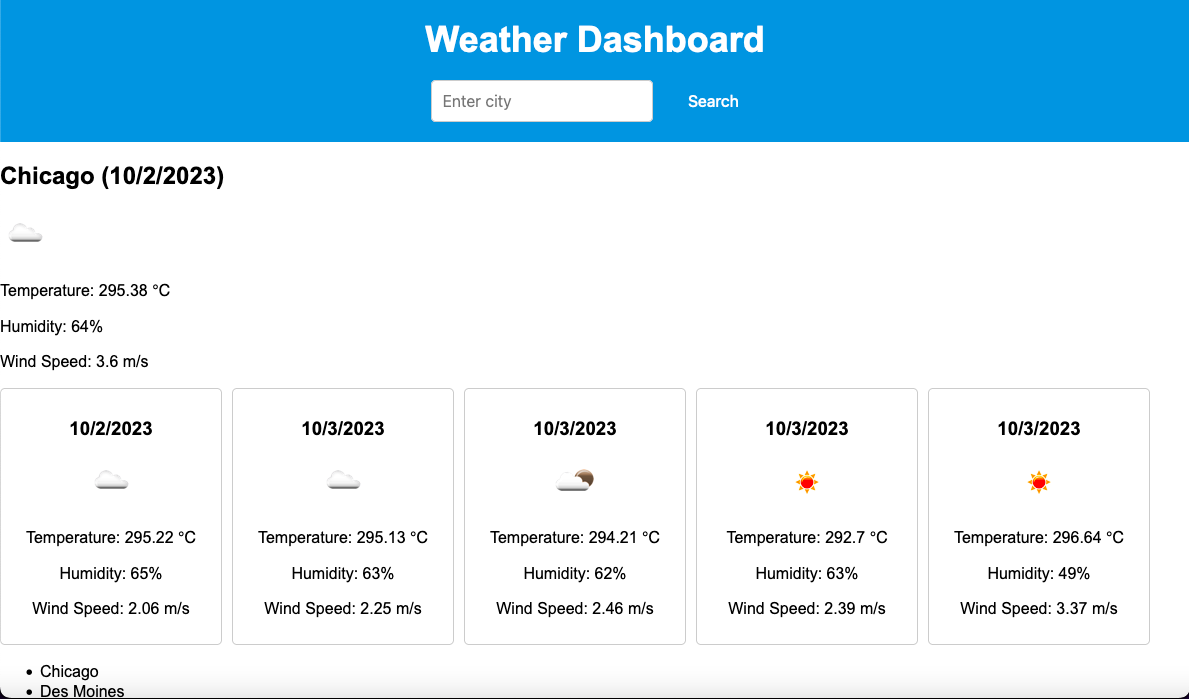 Weather Dashboard
Enter city
Search
Chicago (10/2/2023)
Temperature: 295.38 °C
Humidity: 64%
Wind Speed: 3.6 m/s
10/2/2023
Temperature: 295.22 °C
Humidity: 65%
Wind Speed: 2.06 m/s
10/3/2023
Temperature: 295.13 °C
Humidity: 63%
Wind Speed: 2.25 m/s
10/3/2023
Temperature: 294.21 °C
Humidity: 62%
Wind Speed: 2.46 m/s
10/3/2023
Temperature: 292.7 °C
Humidity: 63%
Wind Speed: 2.39 m/s
10/3/2023
Temperature: 296.64 °C
Humidity: 49%
Wind Speed: 3.37 m/s
• Chicago
• Des Moines